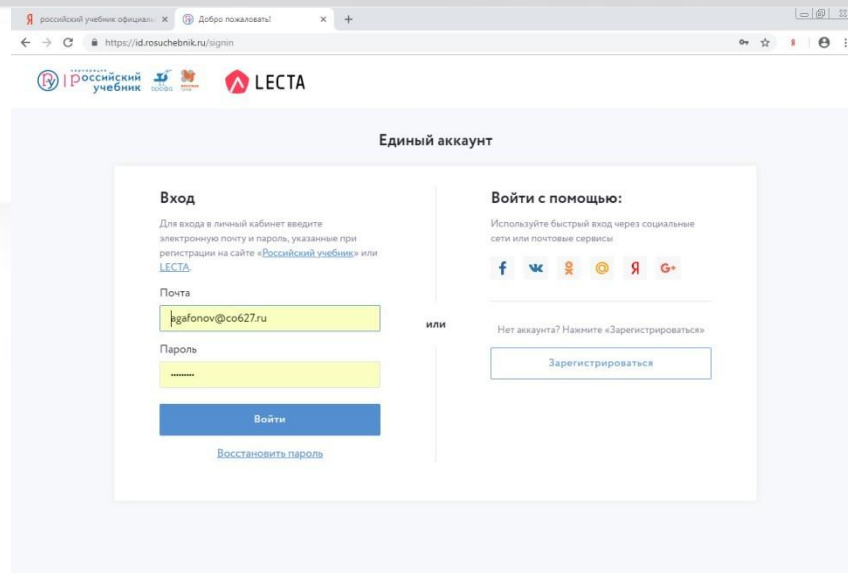 российский учебник официаль
Добро пожаловать!
https://id.rosuchebnik.ru/signin
российский
учебник
LECTA
Единый аккаунт
Вход
Для входа в личный кабинет введите
электронную почту и пароль, указанные при
регистрации на сайте «Российский учебник» или
LECTA.
Почта
agafonov@co627.ru
Пароль
•••••••••
Войти
Восстановить пароль
или
Войти с помощью:
Используйте быстрый вход через социальные
сети или почтовые сервисы
Нет аккаунта? Нажмите «Зарегистрироваться»
Зарегистрироваться